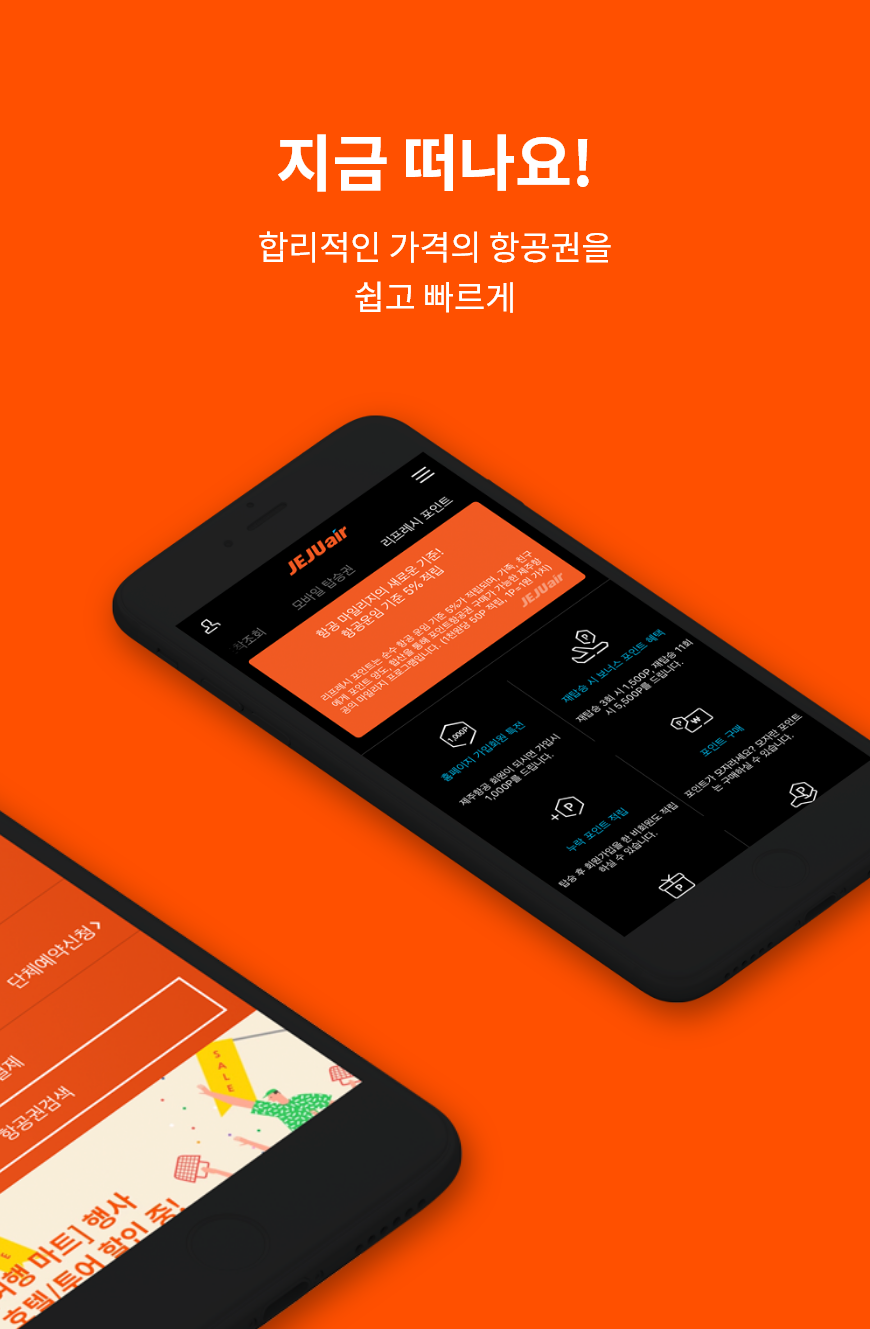 지금 떠나요!
합리적인 가격의 항공권을
쉽고 빠르게
JEJUair
모바일 탑승권
리프레시 포인트
항공 마일리지의 새로운 기준!
항공운임 기준 5% 적립
리프레시 포인트는 순수 항공 운임 기준 5%가 적립되며, 가족, 친구
에게 포인트 양도, 합산을 통해 포인트항공권 구매가 가능한 제주항
공의 마일리지 프로그램입니다. (1천원당 50P 적립, 1P=1원 가치)
JEJUair
1,000P
홈페이지 가입회원 특전
제주항공 회원이 되시면 가입시
1,000P를 드립니다.
P
재탑승 시 보너스 포인트 혜택
재탑승 3회 시 1,500P, 재탑승 11회
시 5,500P를 드립니다.
+P
누락 포인트 적립
탑승 후 회원가입을 한 비회원도 적립
하실 수 있습니다.
P W
포인트 구매
포인트가 모자라세요? 모자란 포인트
는 구매하실 수 있습니다.
P
P
단체예약신청 >
항공권검색
SALE
마트] 행사
호텔/투어 할인 중!